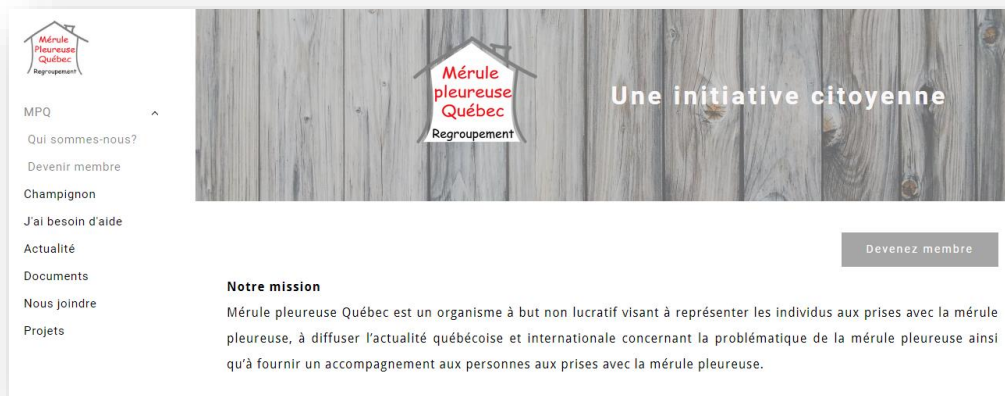 Mérule
Pleureuse
Québec
Regroupement
MPQ
Qui sommes-nous?
Devenir membre
Champignon
J'ai besoin d'aide
Actualité
Documents
Nous joindre
Projets
Mérule
pleureuse
Québec
Regroupement
Une initiative citoyenne
Devenez membre
Notre mission
Mérule pleureuse Québec est un organisme à but non lucratif visant à représenter les individus aux prises avec la mérule
pleureuse, à diffuser l’actualité québécoise et internationale concernant la problématique de la mérule pleureuse ainsi
qu’à fournir un accompagnement aux personnes aux prises avec la mérule pleureuse.